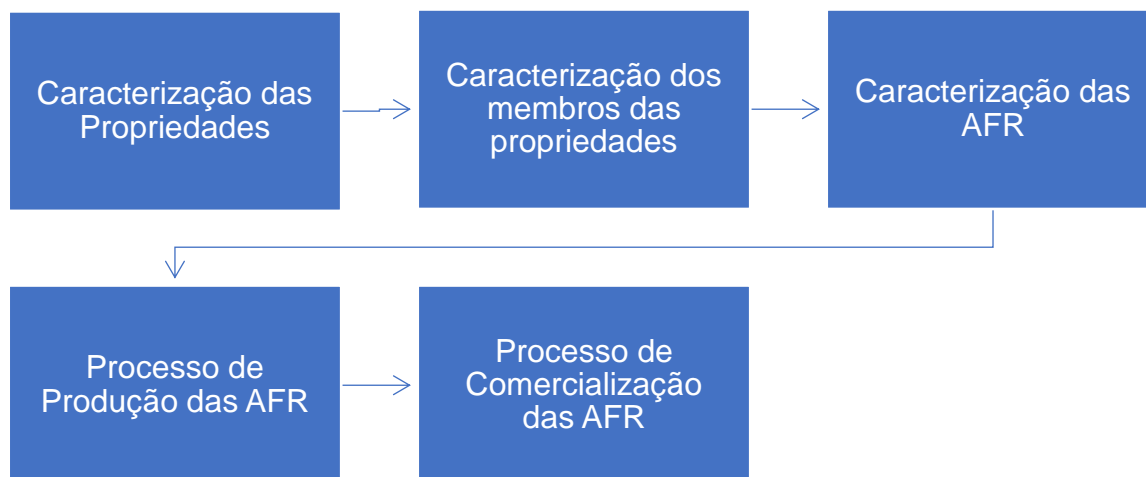 Caracterização das
Propriedades
Caracterização dos
membros das
propriedades
Caracterização das
AFR
Processo de
Produção das AFR
Processo de
Comercialização
das AFR